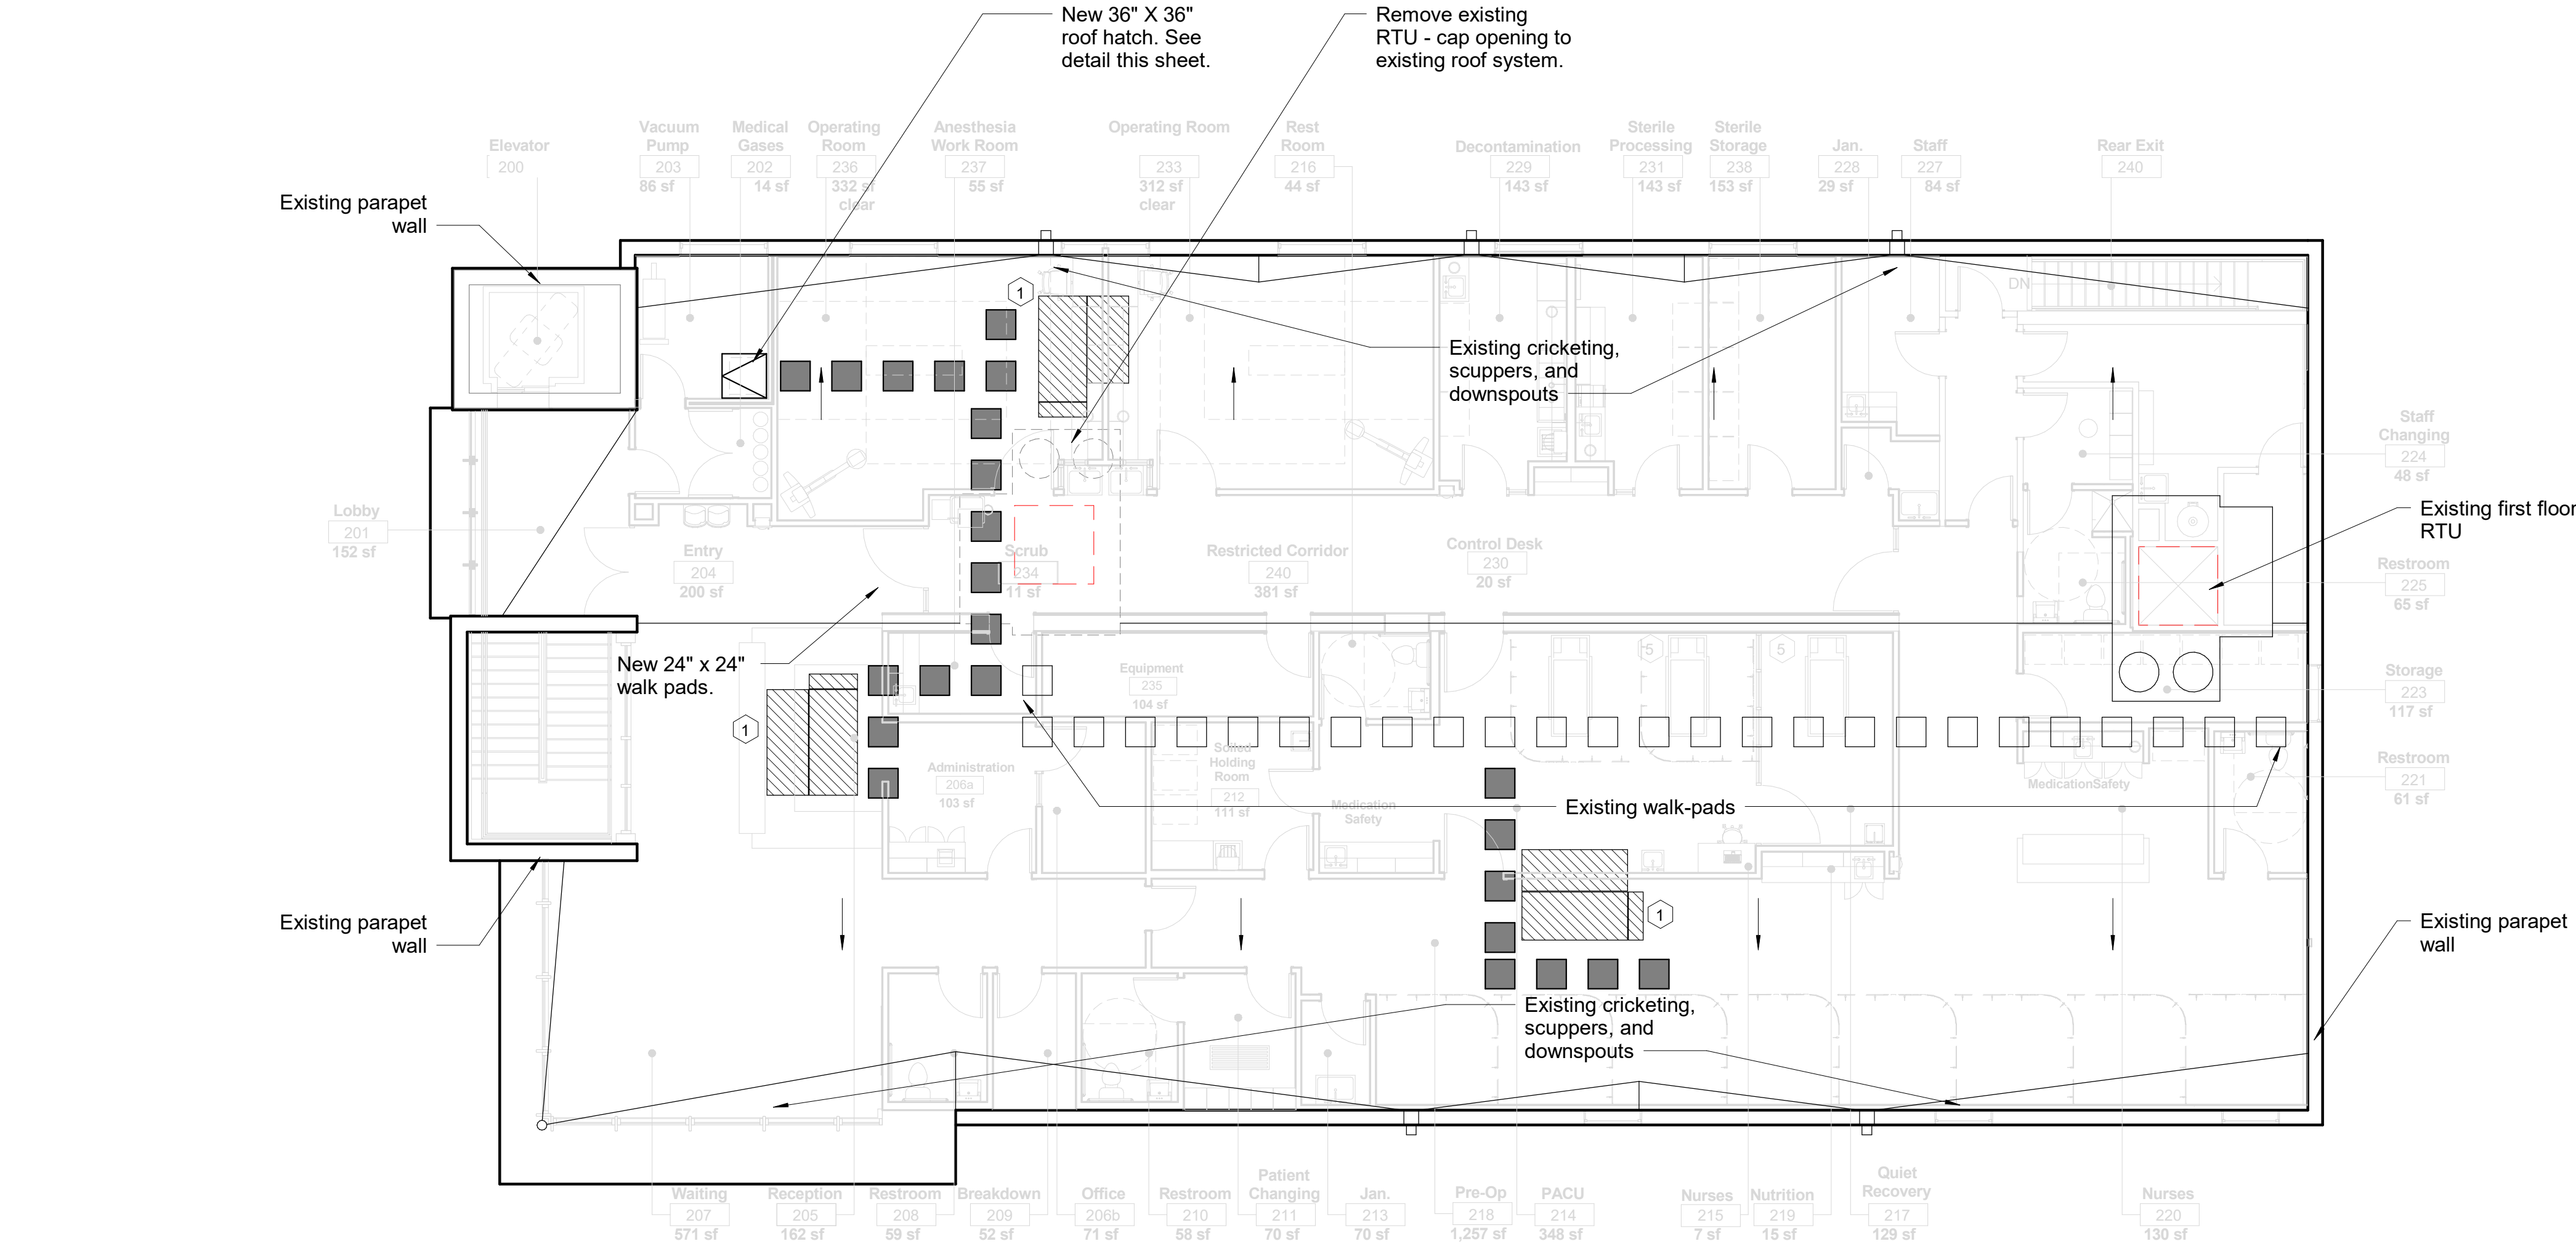 New 36" X 36"
roof hatch. See
detail this sheet.
Remove existing
RTU - cap opening to
existing roof system.
Elevator
200
Vacuum
Pump
203
86 sf
Medical
Gases
202
14 sf
Operating
Room
236
332 sf
clear
Anesthesia
Work Room
237
55 sf
Operating Room
233
312 sf
clear
Rest
Room
216
44 sf
Decontamination
229
143 sf
Sterile
Processing
231
143 sf
Sterile
Storage
238
153 sf
Jan.
228
29 sf
Staff
227
84 sf
Rear Exit
240
Existing parapet
wall
1
DN
Existing cricketing,
scuppers, and
downspouts
Staff
Changing
224
48 sf
Lobby
201
152 sf
Existing first floor
RTU
Entry
204
200 sf
Scrub
234
11 sf
Restricted Corridor
240
381 sf
Control Desk
230
20 sf
Restroom
225
65 sf
New 24" x 24"
walk pads.
Equipment
235
104 sf
5
5
Storage
223
117 sf
1
Administration
206a
103 sf
Soiled
Holding
Room
212
111 sf
Medication
Safety
Existing walk-pads
MedicationSafety
Restroom
221
61 sf
Existing parapet
wall
1
Existing parapet
wall
Existing cricketing,
scuppers, and
downspouts
Waiting
207
571 sf
Reception
205
162 sf
Restroom
208
59 sf
Breakdown
209
52 sf
Office
206b
71 sf
Restroom
210
58 sf
Patient
Changing
211
70 sf
Jan.
213
70 sf
Pre-Op
218
1,257 sf
PACU
214
348 sf
Nurses
215
7 sf
Nutrition
219
15 sf
Quiet
Recovery
217
129 sf
Nurses
220
130 sf